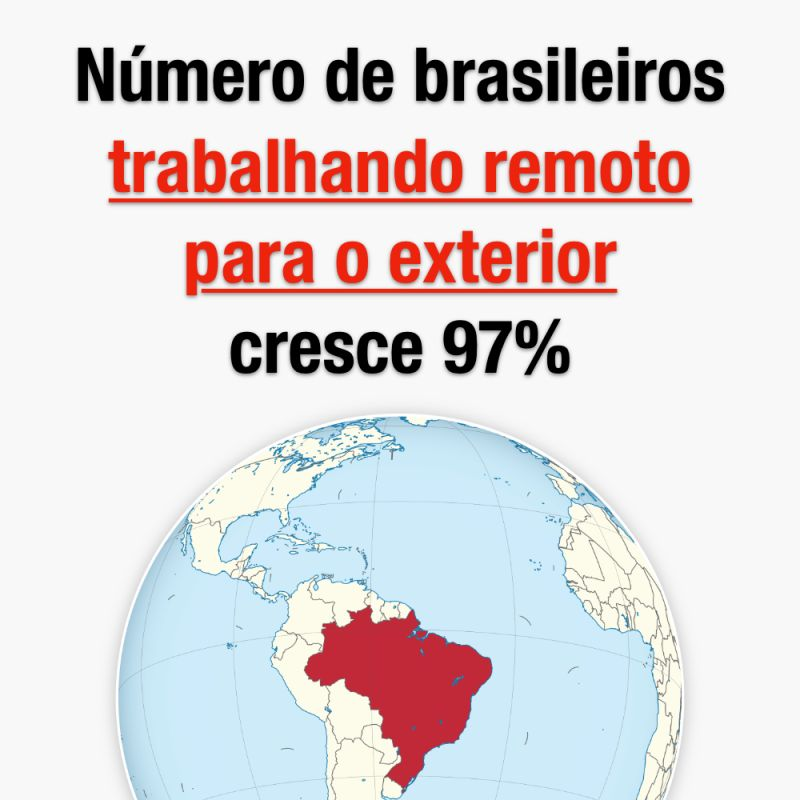 Número de brasileiros
trabalhando remoto
para o exterior
cresce 97%